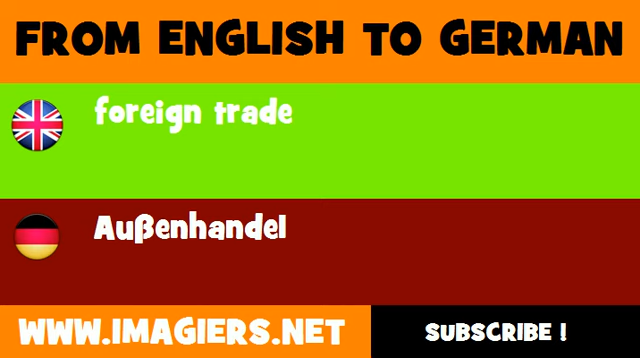 FROM ENGLISH TO GERMAN
foreign trade
Außenhandel
WWW.IMAGIERS.NET
SUBSCRIBE !